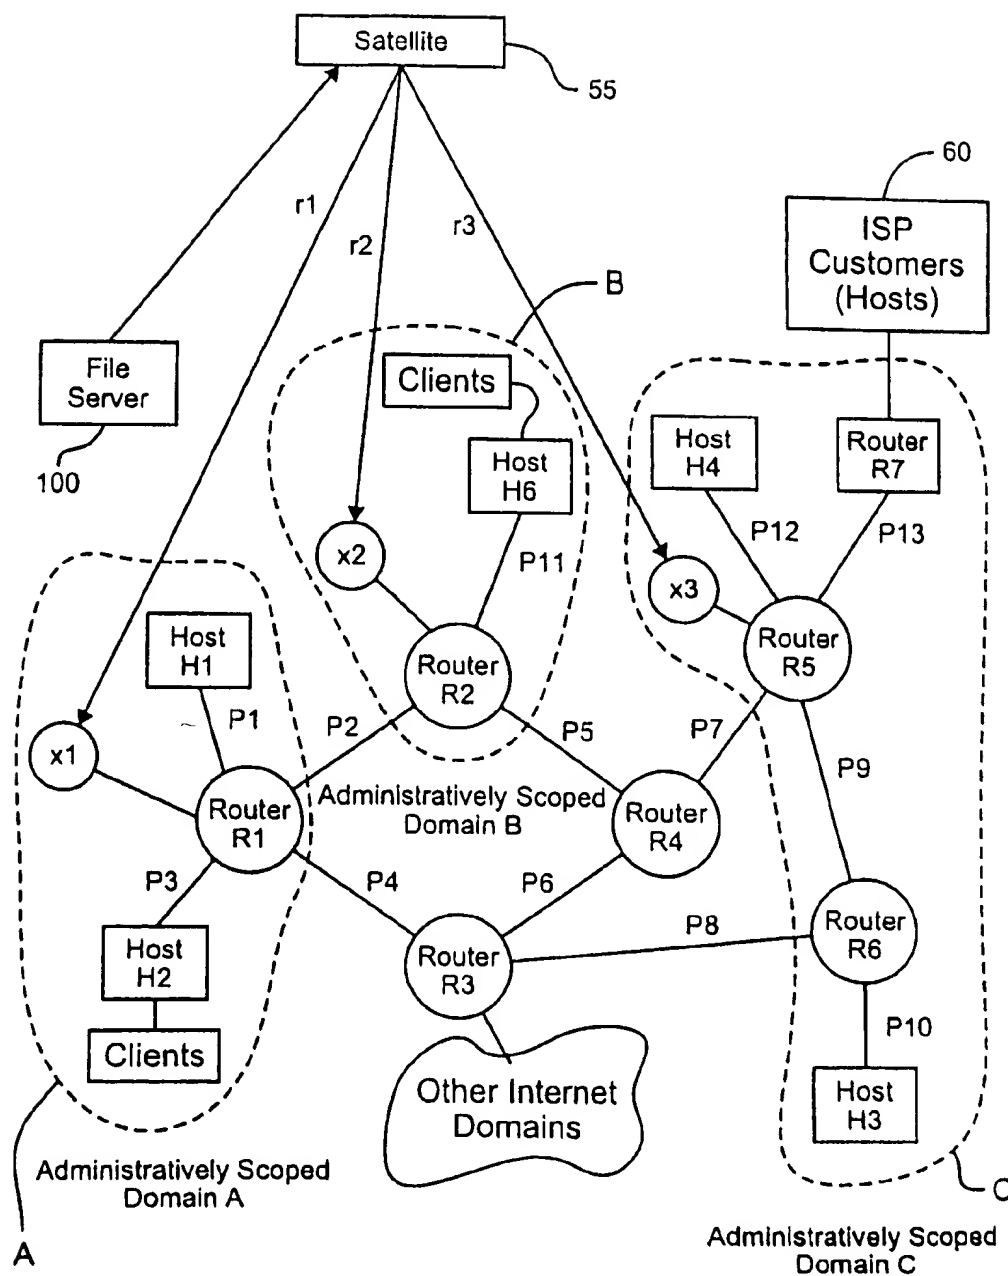 Satellite
55
60
r1
r2
r3
ISP
Customers
(Hosts)
B
File
Server
100
Clients
Host
H6
Host
H4
Router
R7
x2
P11
P12
P13
x3
Host
H1
Router
R2
Router
R5
x1
P1
P2
P5
P7
P9
Router
R1
Administratively Scoped
Domain B
Router
R4
P3
P4
P6
P8
Host
H2
Router
R3
Router
R6
Clients
P10
Other Internet
Domains
Host
H3
Administratively Scoped
Domain A
C
A
Administratively Scoped
Domain C